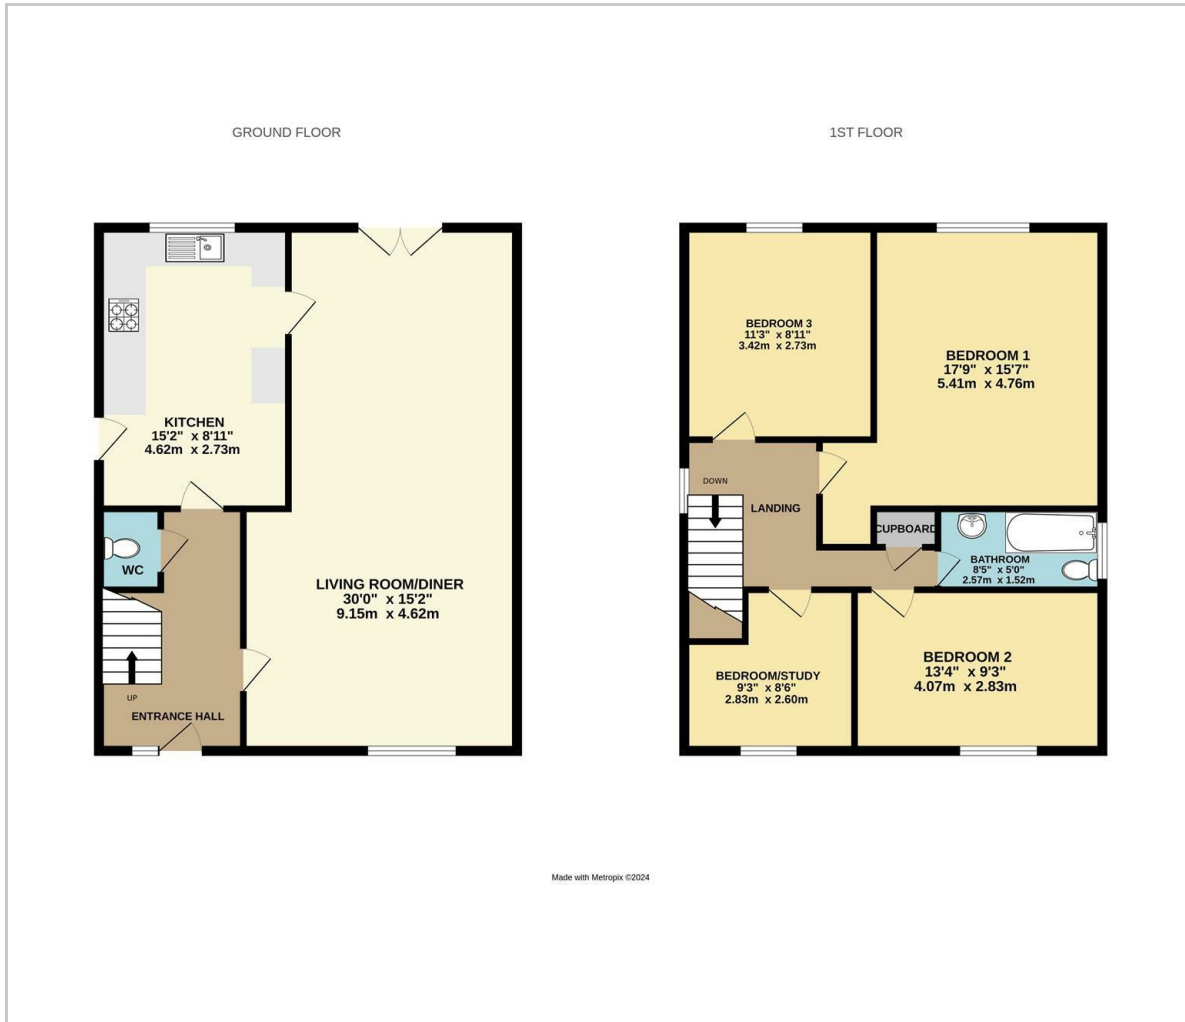 GROUND FLOOR
KITCHEN
15'2" x 8'11"
4.62m x 2.73m
WC
LIVING ROOM/DINER
30'0" x 15'2"
9.15m x 4.62m
UP
ENTRANCE HALL
1ST FLOOR
BEDROOM 3
11'3" x 8'11"
3.42m x 2.73m
BEDROOM 1
17'9" x 15'7"
5.41m x 4.76m
DOWN
LANDING
CUPBOARD
BATHROOM
8'5" x 5'0"
2.57m x 1.52m
BEDROOM/STUDY
9'3" x 8'6"
2.83m x 2.60m
BEDROOM 2
13'4" x 9'3"
4.07m x 2.83m
Made with Metropix ©2024